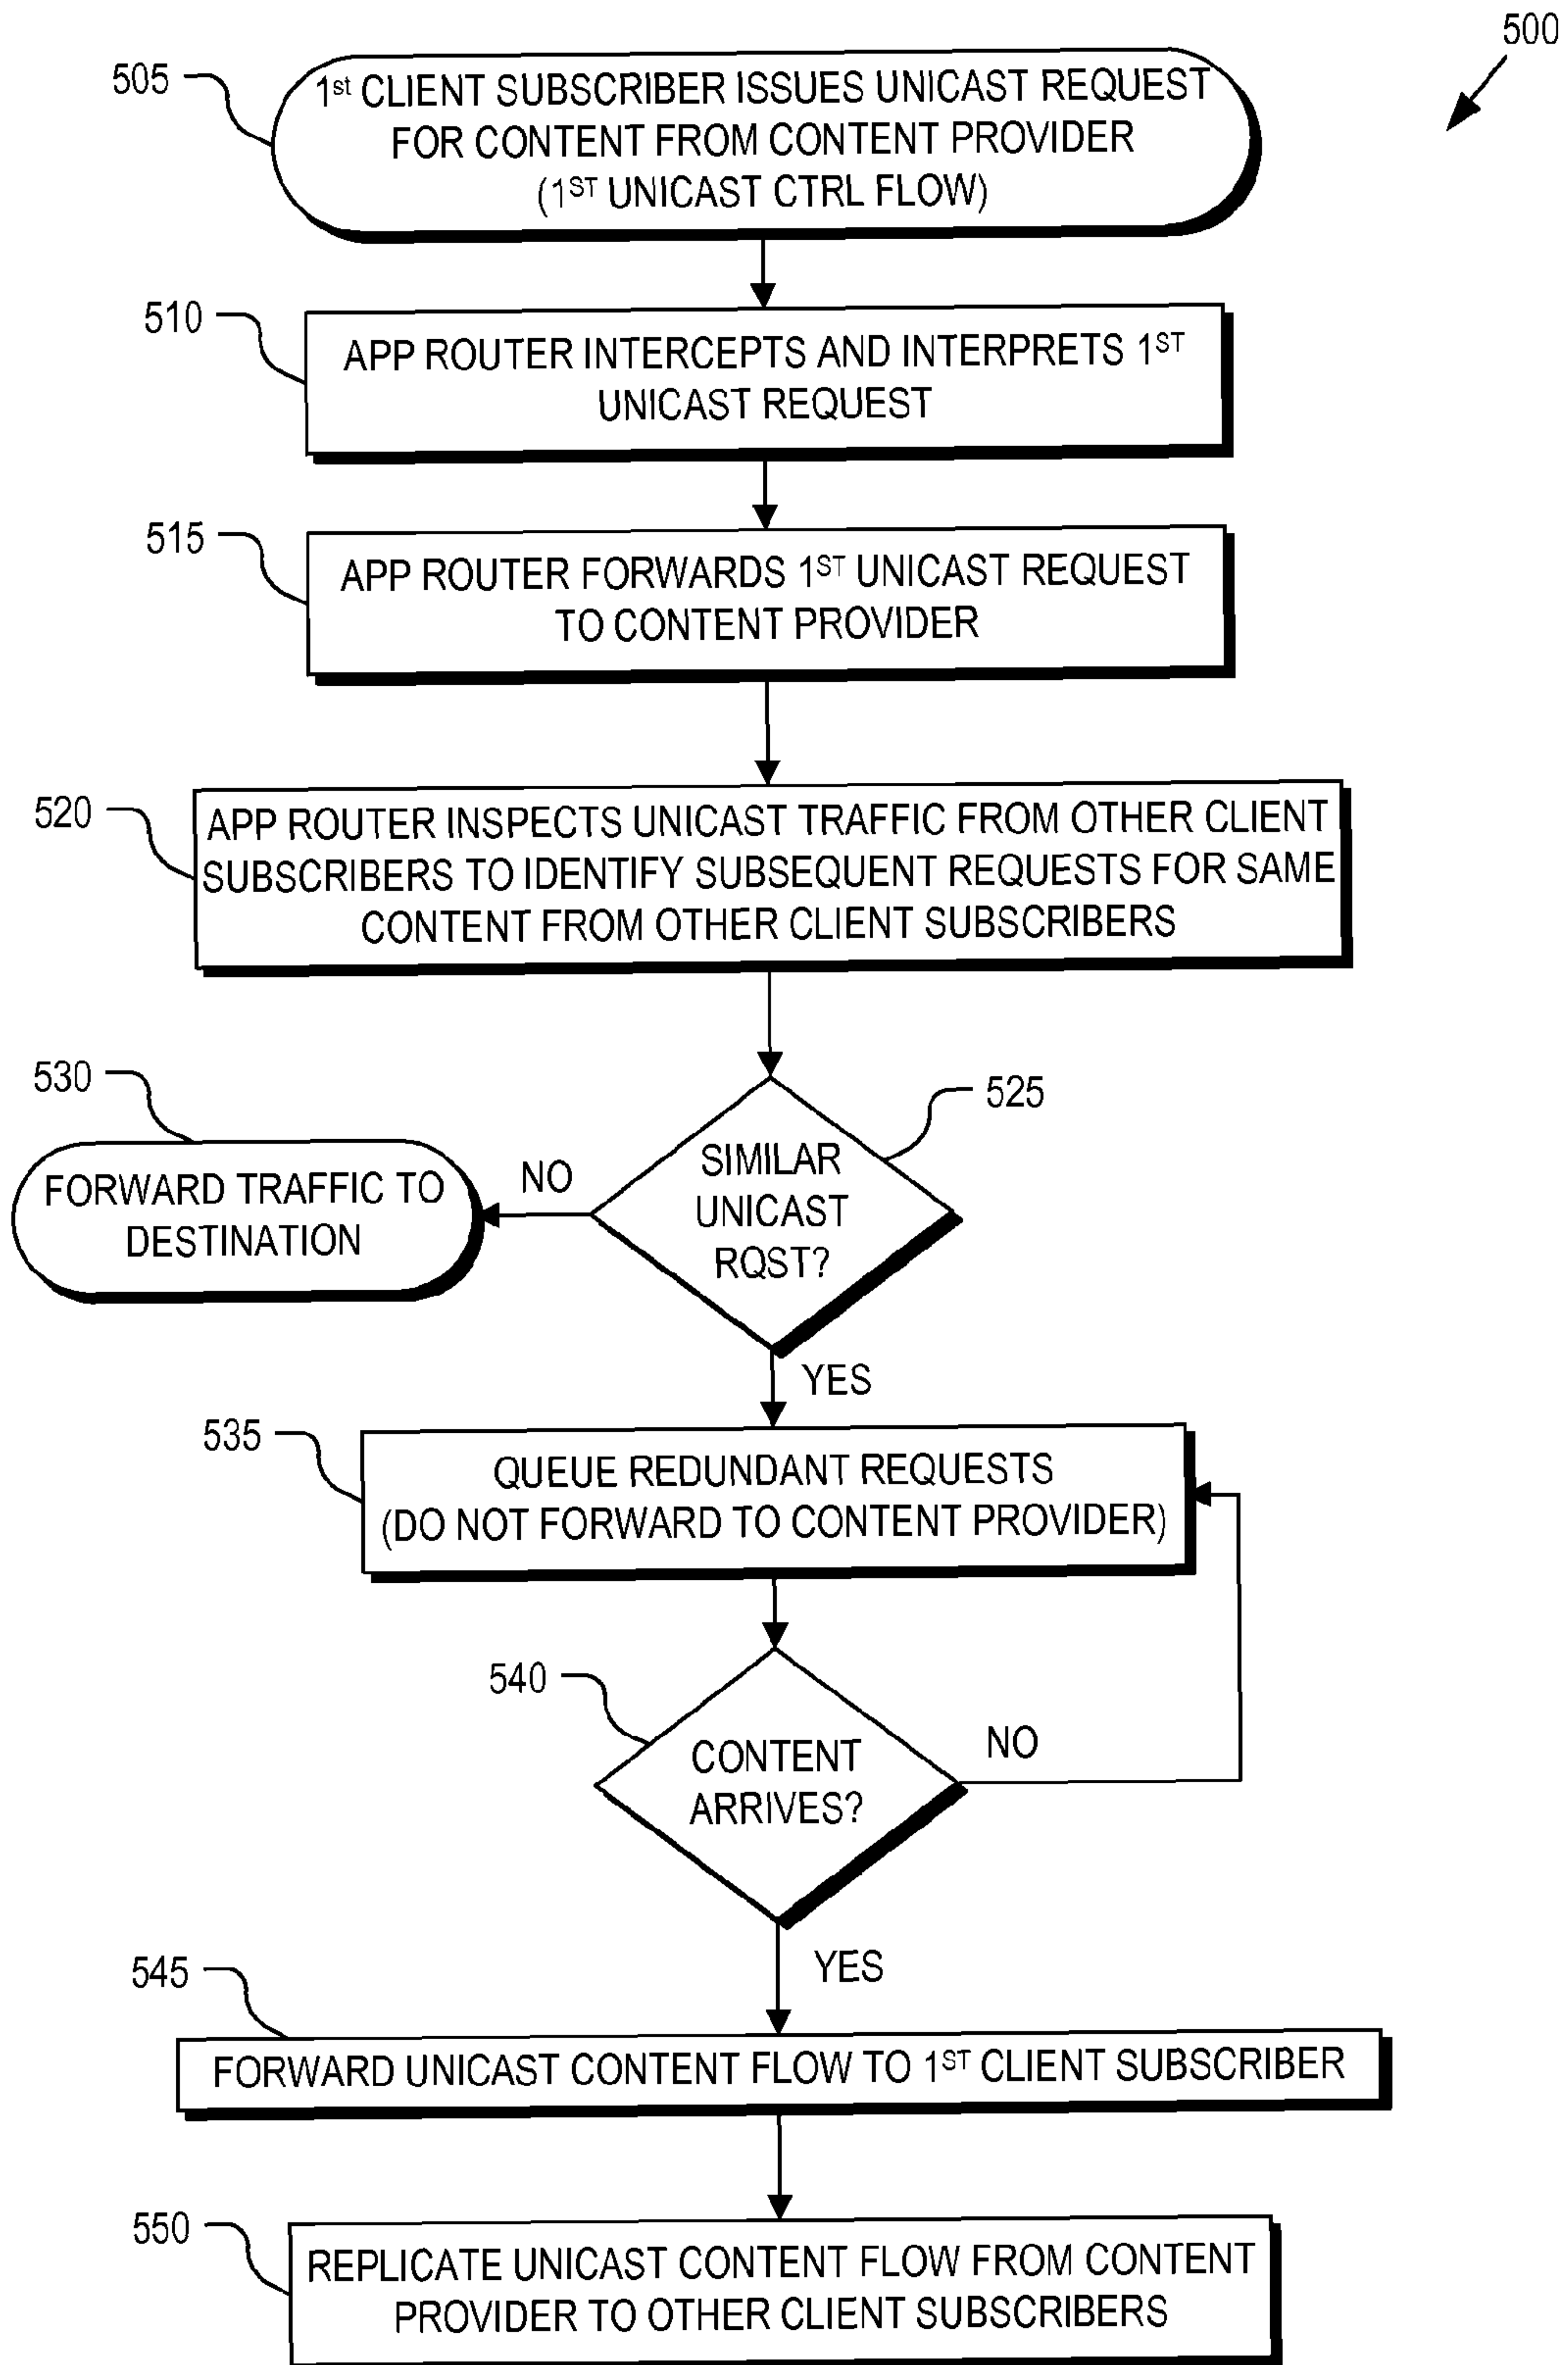 500
505
1st CLIENT SUBSCRIBER ISSUES UNICAST REQUEST
FOR CONTENT FROM CONTENT PROVIDER
(1ST UNICAST CTRL FLOW)
510
APP ROUTER INTERCEPTS AND INTERPRETS 1ST
UNICAST REQUEST
515
APP ROUTER FORWARDS 1ST UNICAST REQUEST
TO CONTENT PROVIDER
520
APP ROUTER INSPECTS UNICAST TRAFFIC FROM OTHER CLIENT
SUBSCRIBERS TO IDENTIFY SUBSEQUENT REQUESTS FOR SAME
CONTENT FROM OTHER CLIENT SUBSCRIBERS
530
525
FORWARD TRAFFIC TO
DESTINATION
NO
SIMILAR
UNICAST
RQST?
YES
535
QUEUE REDUNDANT REQUESTS
(DO NOT FORWARD TO CONTENT PROVIDER)
540
CONTENT
ARRIVES?
NO
YES
545
FORWARD UNICAST CONTENT FLOW TO 1ST CLIENT SUBSCRIBER
550
REPLICATE UNICAST CONTENT FLOW FROM CONTENT
PROVIDER TO OTHER CLIENT SUBSCRIBERS